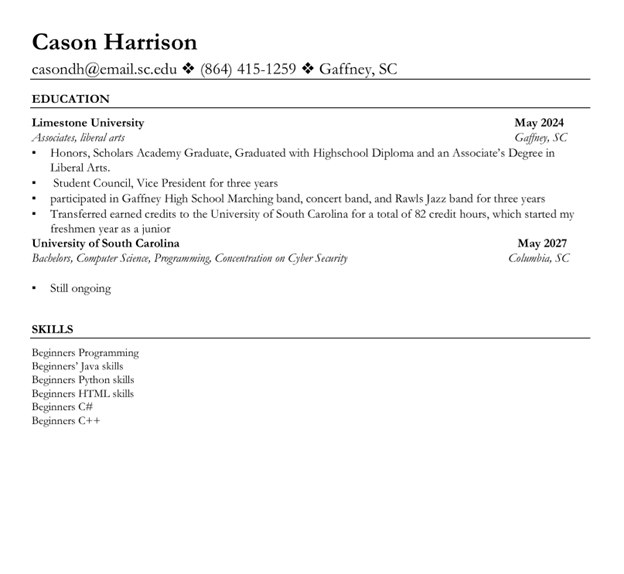 Cason Harrison
casondh@email.sc.edu ❖ (864) 415-1259 ❖ Gaffney, SC
EDUCATION
Limestone University May 2024
Associates, liberal arts Gaffney, SC
▪ Honors, Scholars Academy Graduate, Graduated with Highschool Diploma and an Associate's Degree in
Liberal Arts.
▪ Student Council, Vice President for three years
▪ participated in Gaffney High School Marching band, concert band, and Rawls Jazz band for three years
▪ Transferred earned credits to the University of South Carolina for a total of 82 credit hours, which started my
freshmen year as a junior
University of South Carolina May 2027
Bachelors, Computer Science, Programming, Concentration on Cyber Security Columbia, SC
▪ Still ongoing
SKILLS
Beginners Programming
Beginners' Java skills
Beginners Python skills
Beginners HTML skills
Beginners C#
Beginners C++